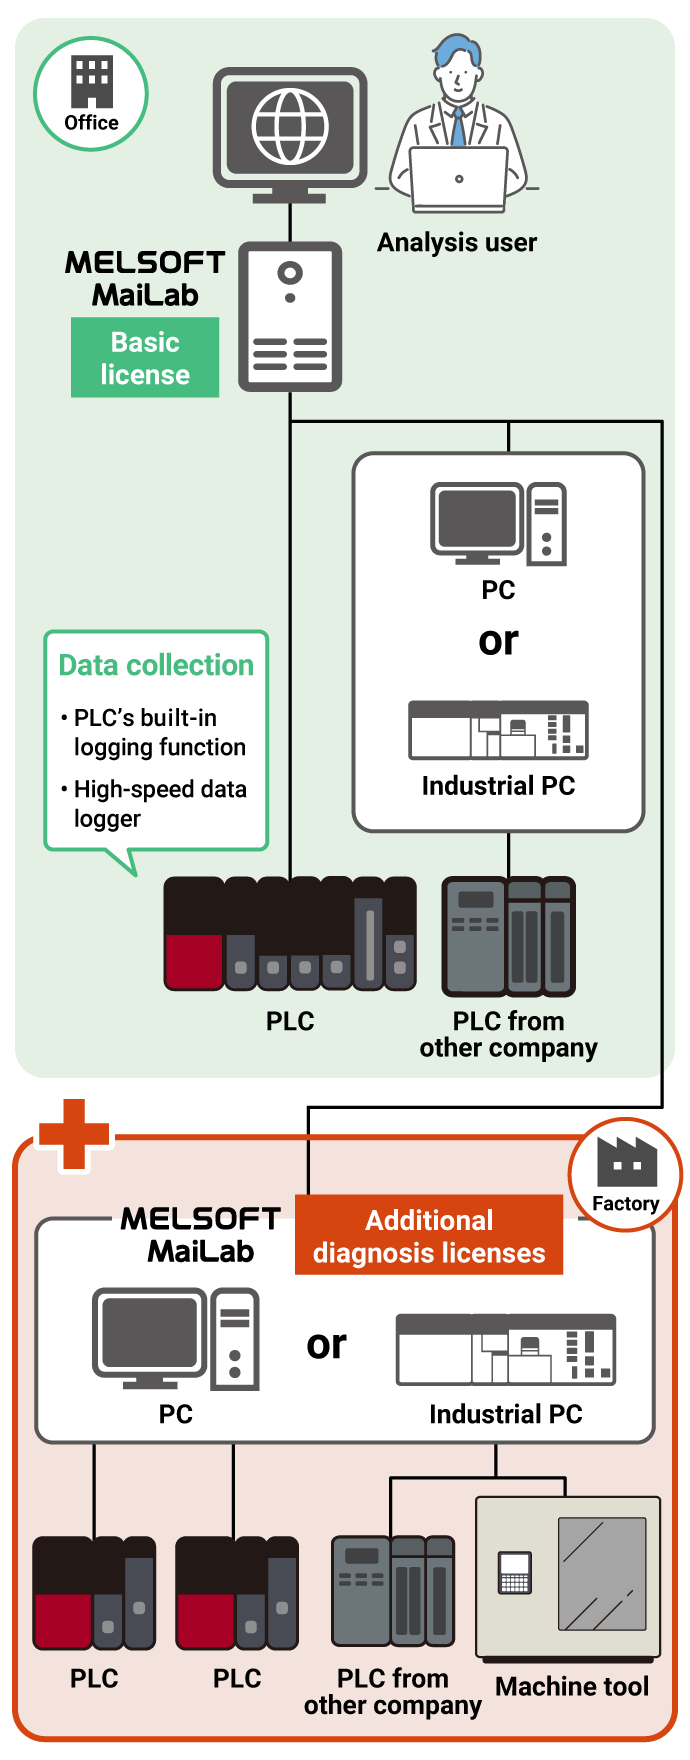 Office
Analysis user
MELSOFT
MaiLab
Basic
license
PC
or
Industrial PC
Data collection
• PLC's built-in
logging function
• High-speed data
logger
PLC
PLC from
other company
Factory
MELSOFT
MaiLab
Additional
diagnosis licenses
PC
or
Industrial PC
PLC
PLC
PLC from
other company
Machine tool